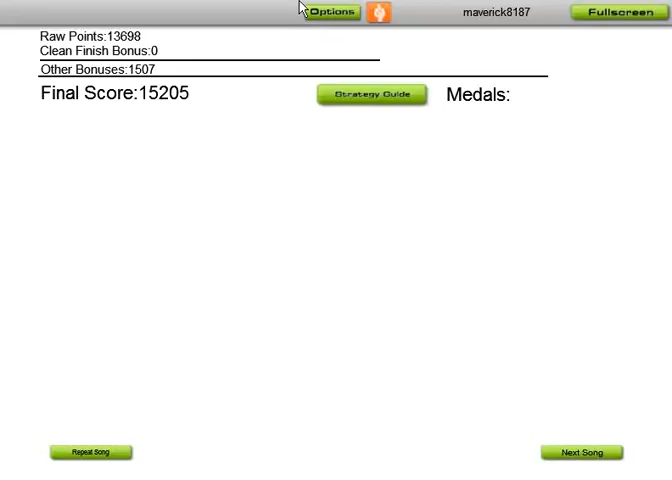 Options
maverick8187
Fullscreen
Raw Points:13698
Clean Finish Bonus:0
Other Bonuses:1507
Final Score:15205
Strategy Guide
Medals:
Repeat Song
Next Song